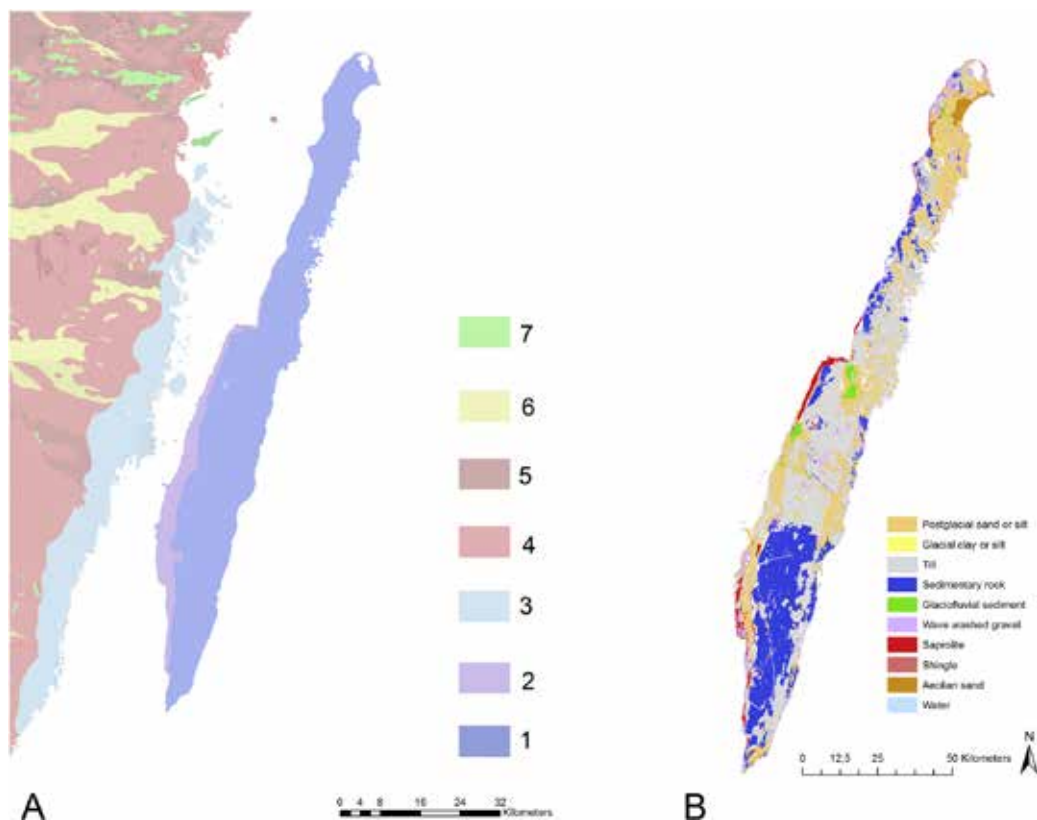 7
6
5
4
3
2
1
A
0 4 8 16 24 32
Kilometers
Postglacial sand or silt
Glacial clay or silt
Till
Sedimentary rock
Glaciofluvial sediment
Wave washed gravel
Saprolite
Shingle
Aeolian sand
Water
N
0 12,5 25 50 Kilometers
B